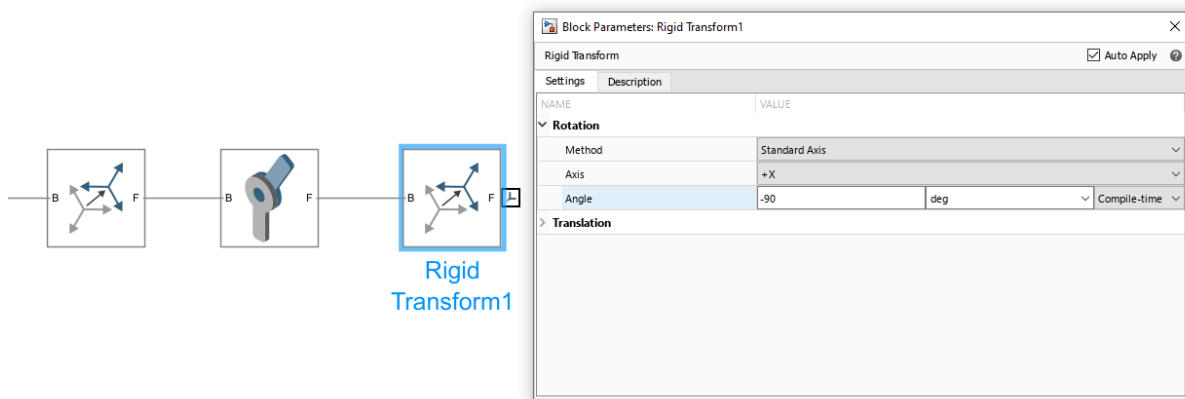 Block Parameters: Rigid Transform1
Rigid Transform
Auto Apply
Settings Description
NAME VALUE
Rotation
Method Standard Axis
Axis +X
Angle -90 deg Compile-time
Translation
B F B F B F
Rigid
Transform1